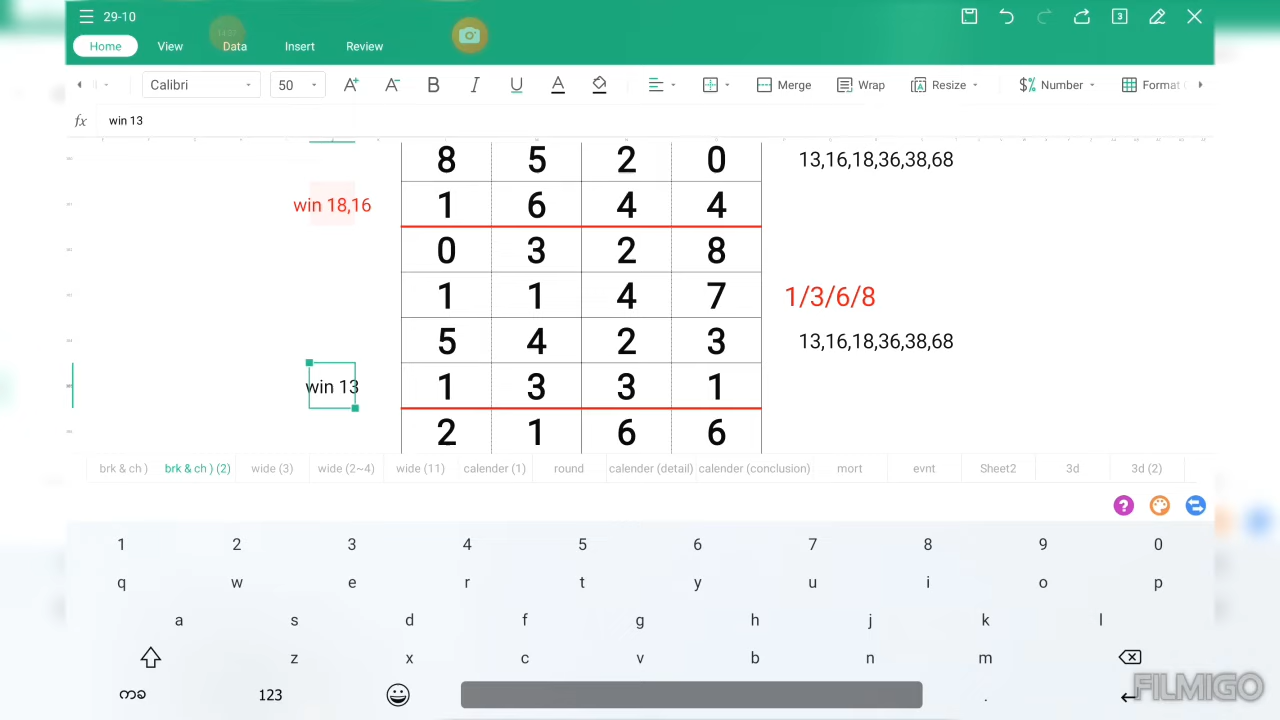 29-10
3
Home View Data Insert Review
Calibri 50 B I U A Merge Wrap Resize $% Number Format
fx win 13
8 5 2 0 13,16,18,36,38,68
win 18,16 1 6 4 4
0 3 2 8
1 1 4 7 1/3/6/8
5 4 2 3 13,16,18,36,38,68
win 13 1 3 3 1
2 1 6 6
brk & ch ) brk & ch ) (2) wide (3) wide (2~4) wide (11) calender (1) round calender (detail) calender (conclusion) mort evnt Sheet2 3d 3d (2)
?
1 2 3 4 5 6 7 8 9 0
q w e r t y u i o p
a s d f g h j k l
z x c v b n m
ကခ 123 .
FILMIGO